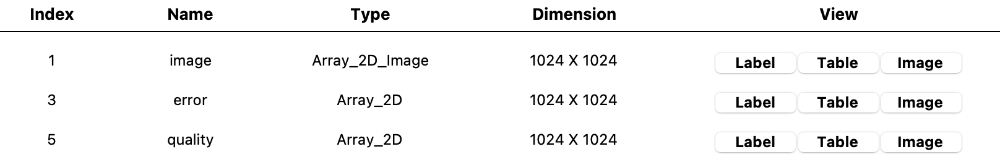 Index Name Type Dimension View
1 image Array_2D_Image 1024 X 1024 Label Table Image
3 error Array_2D 1024 X 1024 Label Table Image
5 quality Array_2D 1024 X 1024 Label Table Image